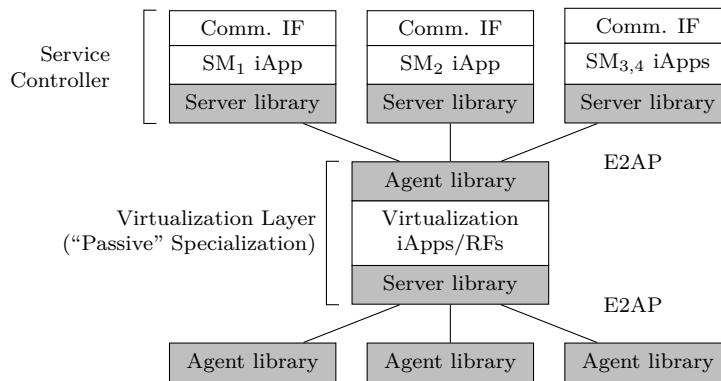 Comm. IF
Comm. IF
Comm. IF
Service
Controller
SM1 iApp
SM2 iApp
SM3,4 iApps
Server library
Server library
Server library
E2AP
Agent library
Virtualization Layer
(“Passive” Specialization)
Virtualization
iApps/RFs
Server library
E2AP
Agent library
Agent library
Agent library